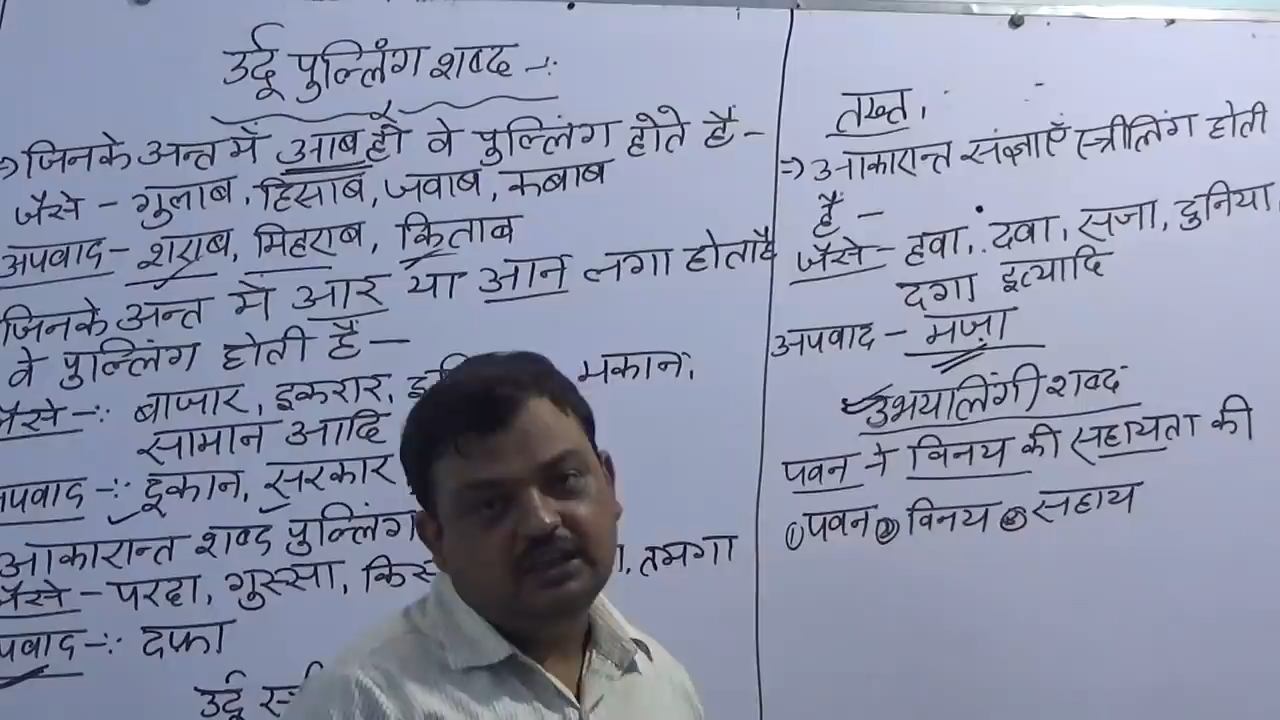 उर्दू पुल्लिंग शब्द -:
→ जिनके अन्त में आब हो वे पुल्लिंग होते हैं-
जैसे - गुलाब, हिसाब, जवाब, कबाब
अपवाद - शराब, मिहराब, किताब
जिनके अन्त में आर या आन लगा होता है
वे पुल्लिंग होती हैं -
जैसे -: बाजार, इकरार, मकान,
सामान आदि
अपवाद -: दूकान, सरकार
आकारान्त शब्द पुल्लिंग
जैसे - परदा, गुस्सा, तमगा
पवाद -: दफा
उर्दू
तख्त,
⇒ आकारान्त संज्ञाएँ स्त्रीलिंग होती
हैं -
जैसे - हवा, दवा, सजा, दुनिया,
दगा इत्यादि
अपवाद - मज़ा
उभयलिंगी शब्द
पवन ने विनय की सहायता की
① पवन ② विनय ③ सहाय